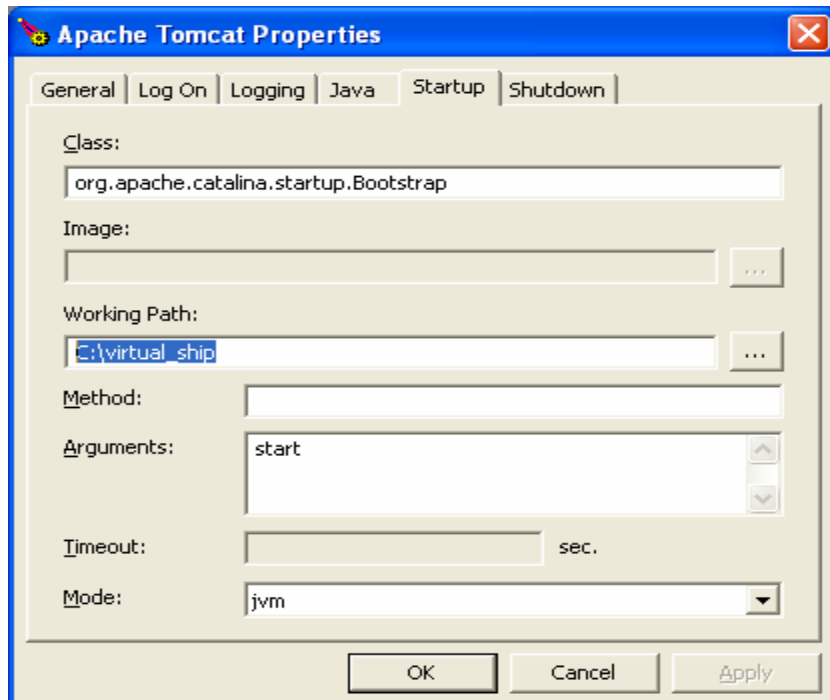 Apache Tomcat Properties
General Log On Logging Java Startup Shutdown
Class:
org.apache.catalina.startup.Bootstrap
Image:
...
Working Path:
C:\virtual_ship
...
Method:
Arguments: start
Timeout: sec.
Mode: jvm
OK Cancel Apply